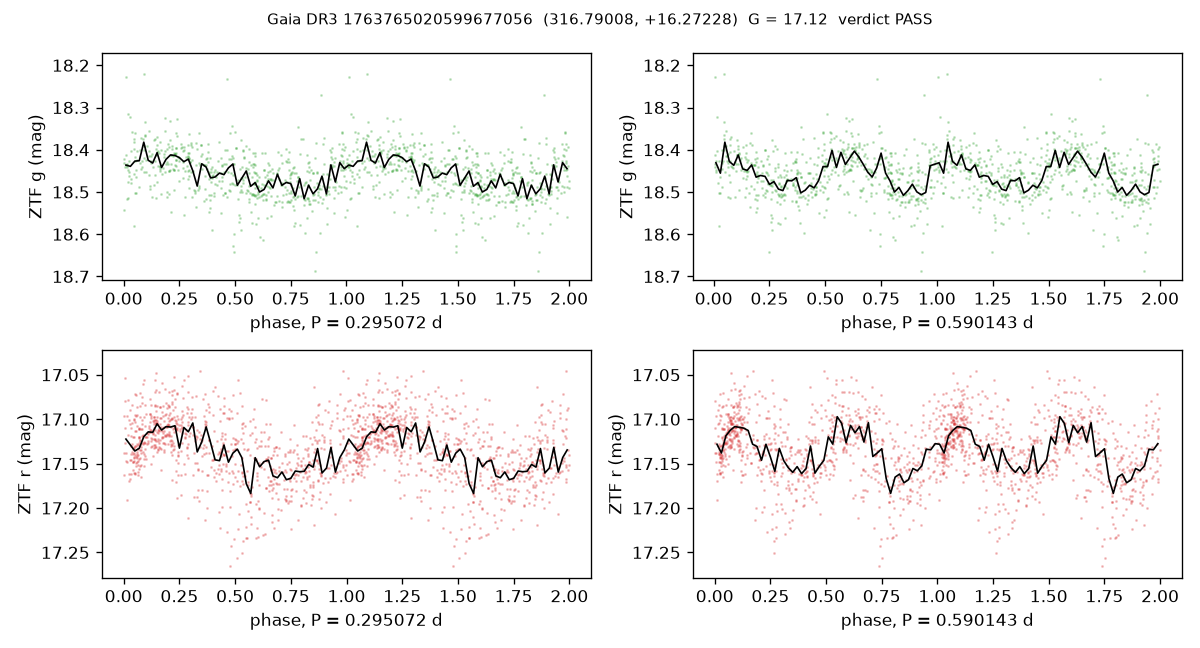 Gaia DR3 1763765020599677056  (316.79008, +16.27228)  G = 17.12  verdict PASS
ZTF g (mag)
18.2
18.3
18.4
18.5
18.6
18.7
0.00 0.25 0.50 0.75 1.00 1.25 1.50 1.75 2.00
phase, P = 0.295072 d
ZTF g (mag)
18.2
18.3
18.4
18.5
18.6
18.7
0.00 0.25 0.50 0.75 1.00 1.25 1.50 1.75 2.00
phase, P = 0.590143 d
ZTF r (mag)
17.05
17.10
17.15
17.20
17.25
0.00 0.25 0.50 0.75 1.00 1.25 1.50 1.75 2.00
phase, P = 0.295072 d
ZTF r (mag)
17.05
17.10
17.15
17.20
17.25
0.00 0.25 0.50 0.75 1.00 1.25 1.50 1.75 2.00
phase, P = 0.590143 d